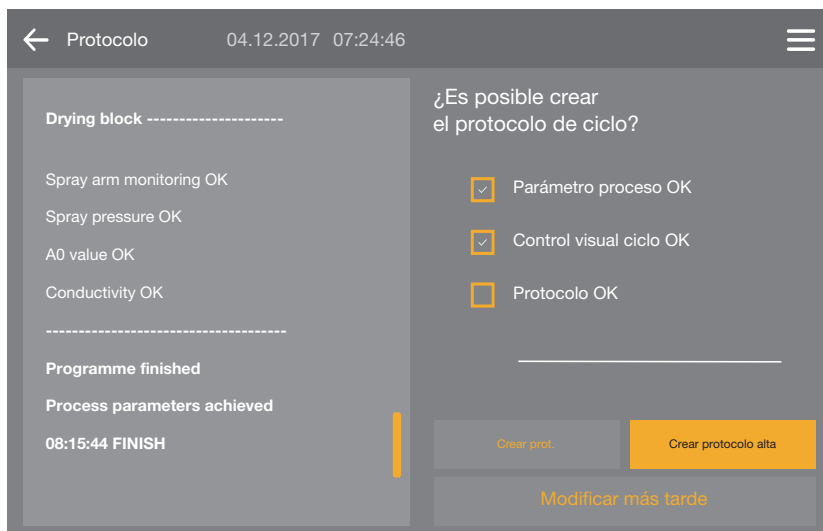 Protocolo 04.12.2017 07:24:46
Drying block ---------------------
Spray arm monitoring OK
Spray pressure OK
A0 value OK
Conductivity OK
-------------------------------------
Programme finished
Process parameters achieved
08:15:44 FINISH
¿Es posible crear
el protocolo de ciclo?
Parámetro proceso OK
Control visual ciclo OK
Protocolo OK
Crear prot.
Crear protocolo alta
Modificar más tarde